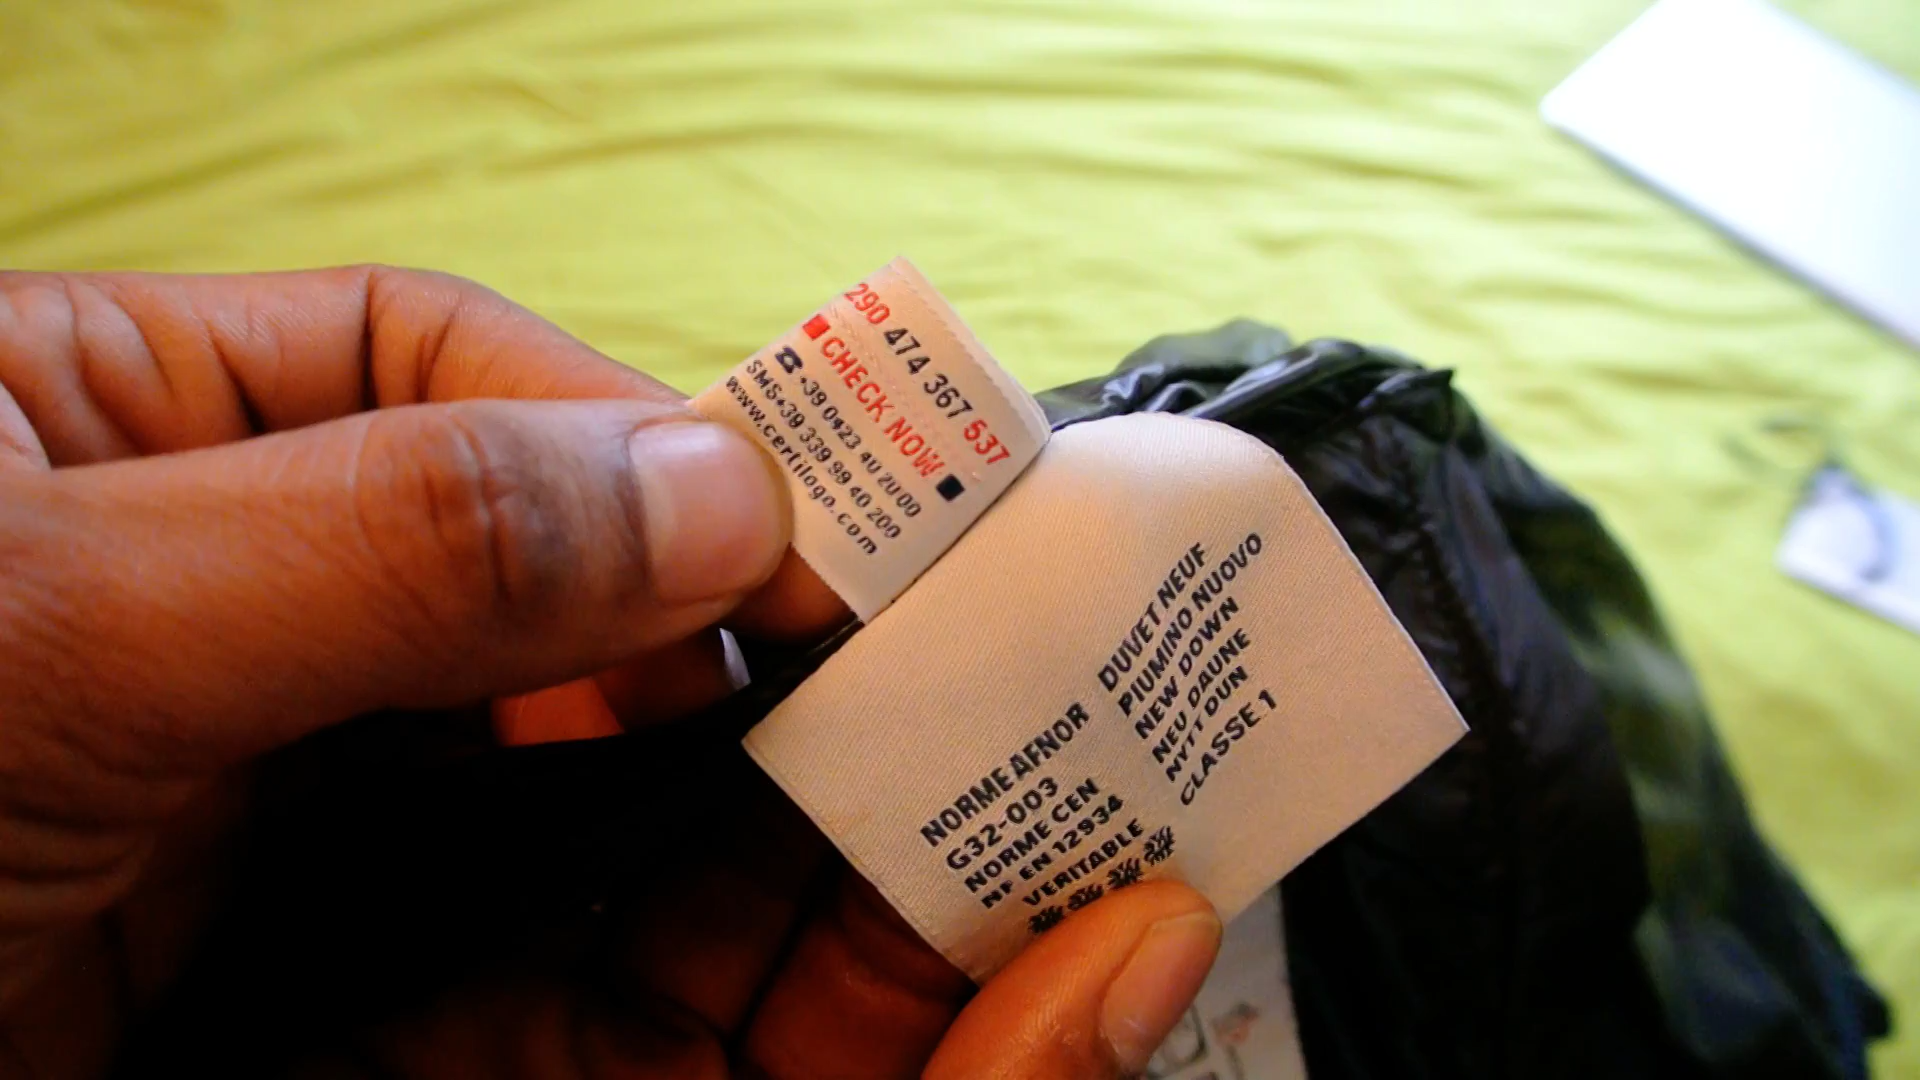 290 474 367 537
CHECK NOW
+39 0423 40 20 00
SMS+39 339 99 40 200
www.certilogo.com
DUVET NEUF
PIUMINO NUOVO
NEW DOWN
NEU DAUNE
NYTT DUN
CLASSE 1
NORME AFNOR
G32-003
NORME CEN
NF EN 12934
VERITABLE